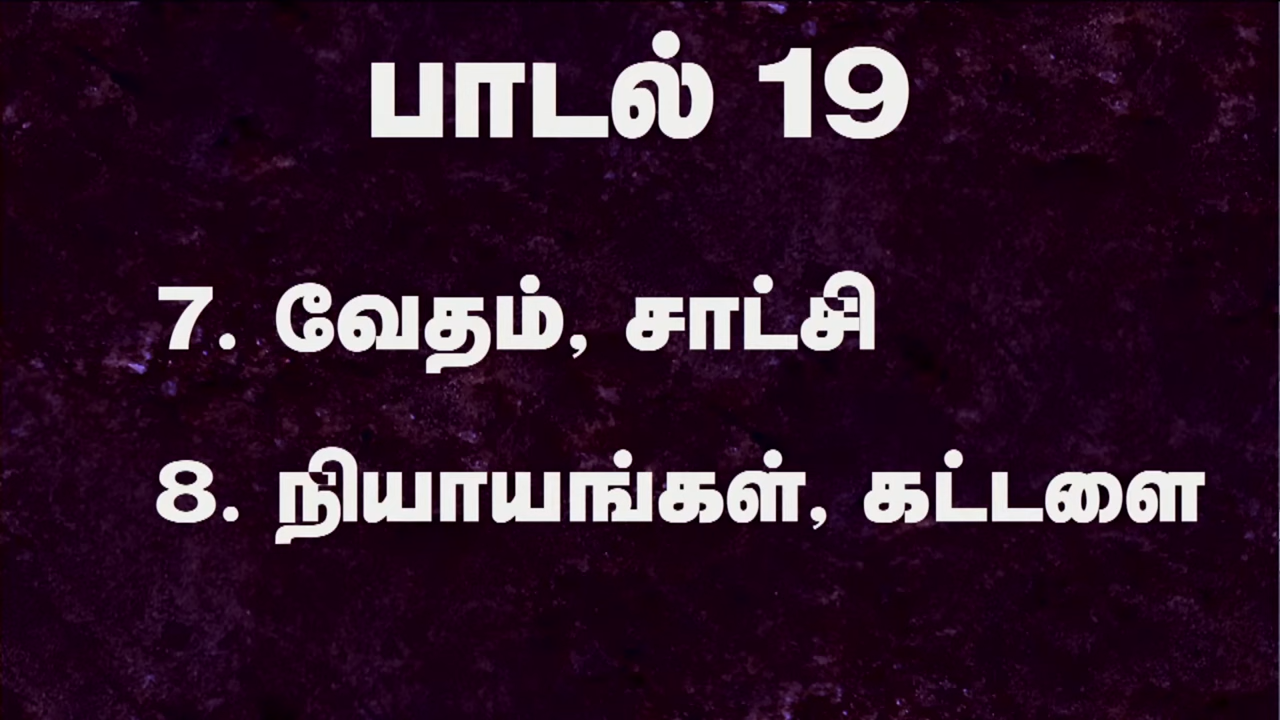 பாடல் 19
7. வேதம், சாட்சி
8. நியாயங்கள், கட்டளை